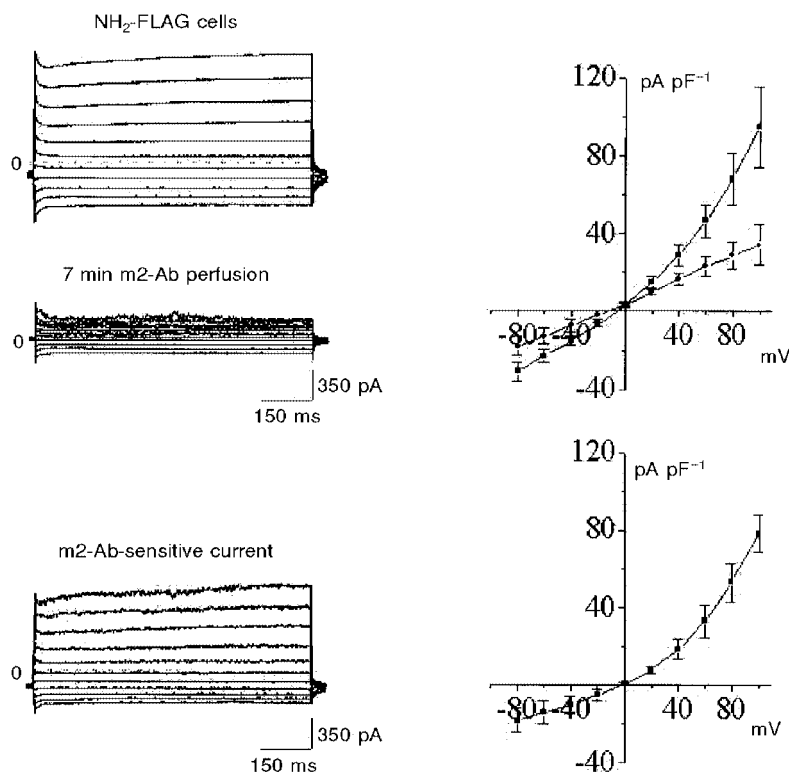 NH₂-FLAG cells
0
7 min m2-Ab perfusion
0
350 pA
150 ms
m2-Ab-sensitive current
0
350 pA
150 ms
120
pA pF⁻¹
80
40
-80 -40 40 80
mV
-40
120
pA pF⁻¹
80
40
-80 -40 40 80
mV
-40